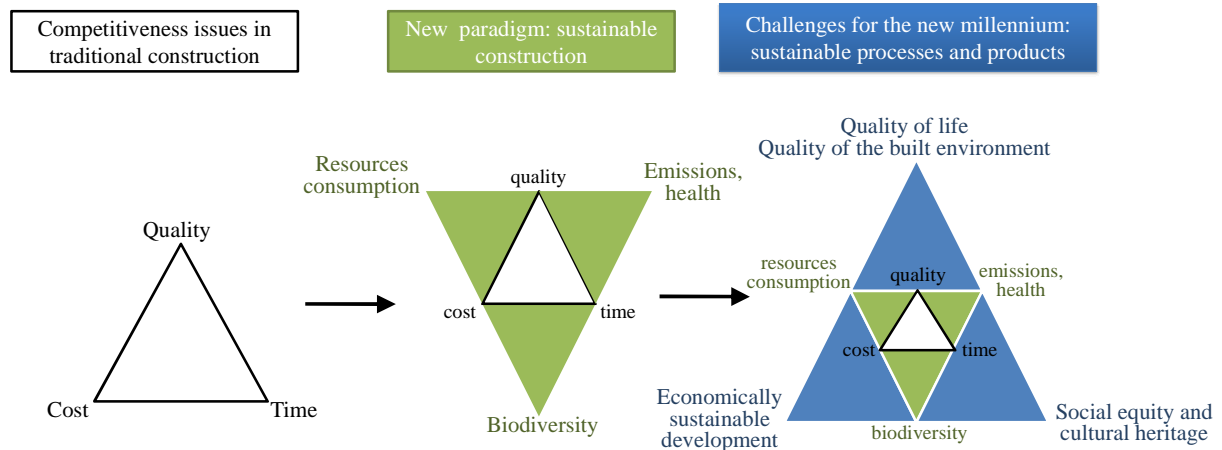 Competitiveness issues in
traditional construction
New paradigm: sustainable
construction
Challenges for the new millennium:
sustainable processes and products
Quality
Cost
Time
Resources
consumption
quality
Emissions,
health
cost
time
Biodiversity
Quality of life
Quality of the built environment
resources
consumption
quality
emissions,
health
cost
time
Economically
sustainable
development
biodiversity
Social equity and
cultural heritage